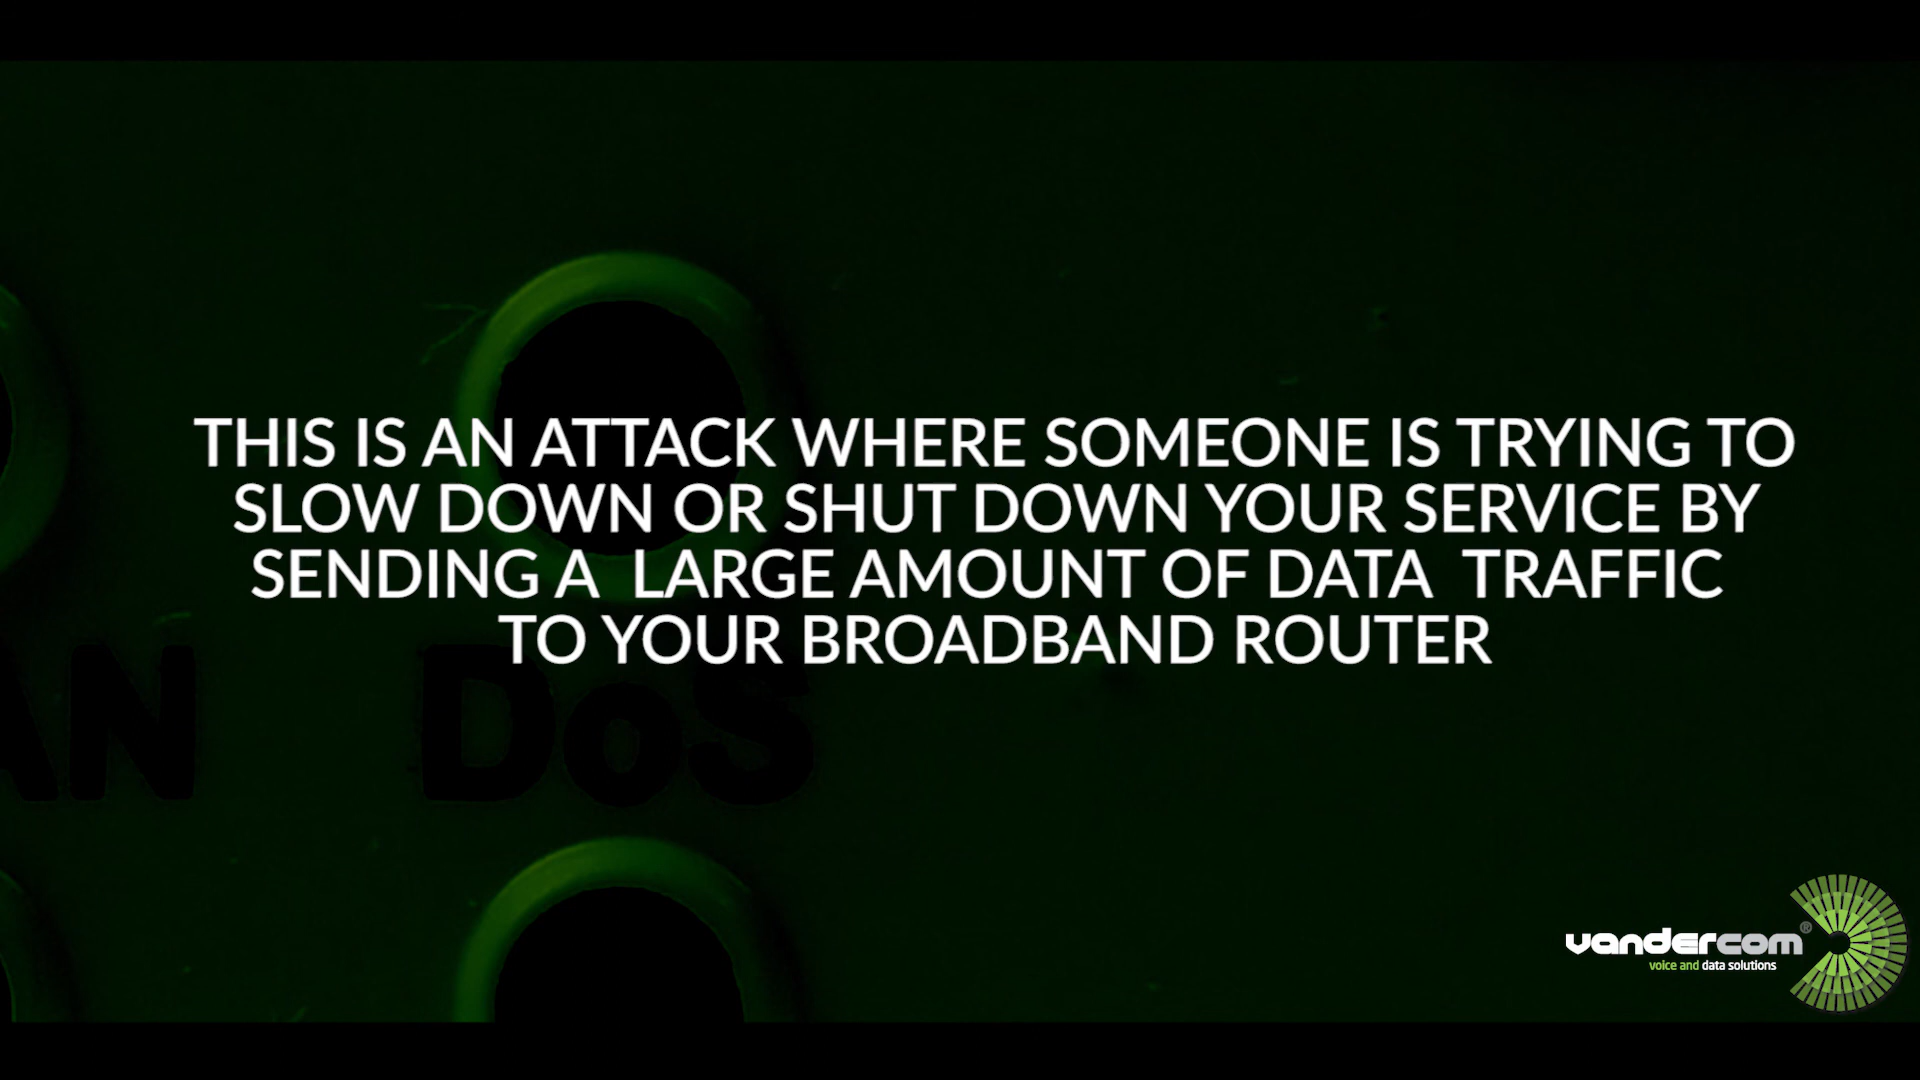 THIS IS AN ATTACK WHERE SOMEONE IS TRYING TO
SLOW DOWN OR SHUT DOWN YOUR SERVICE BY
SENDING A  LARGE AMOUNT OF DATA  TRAFFIC
TO YOUR BROADBAND ROUTER
AN DoS
vandercom®
voice and data solutions